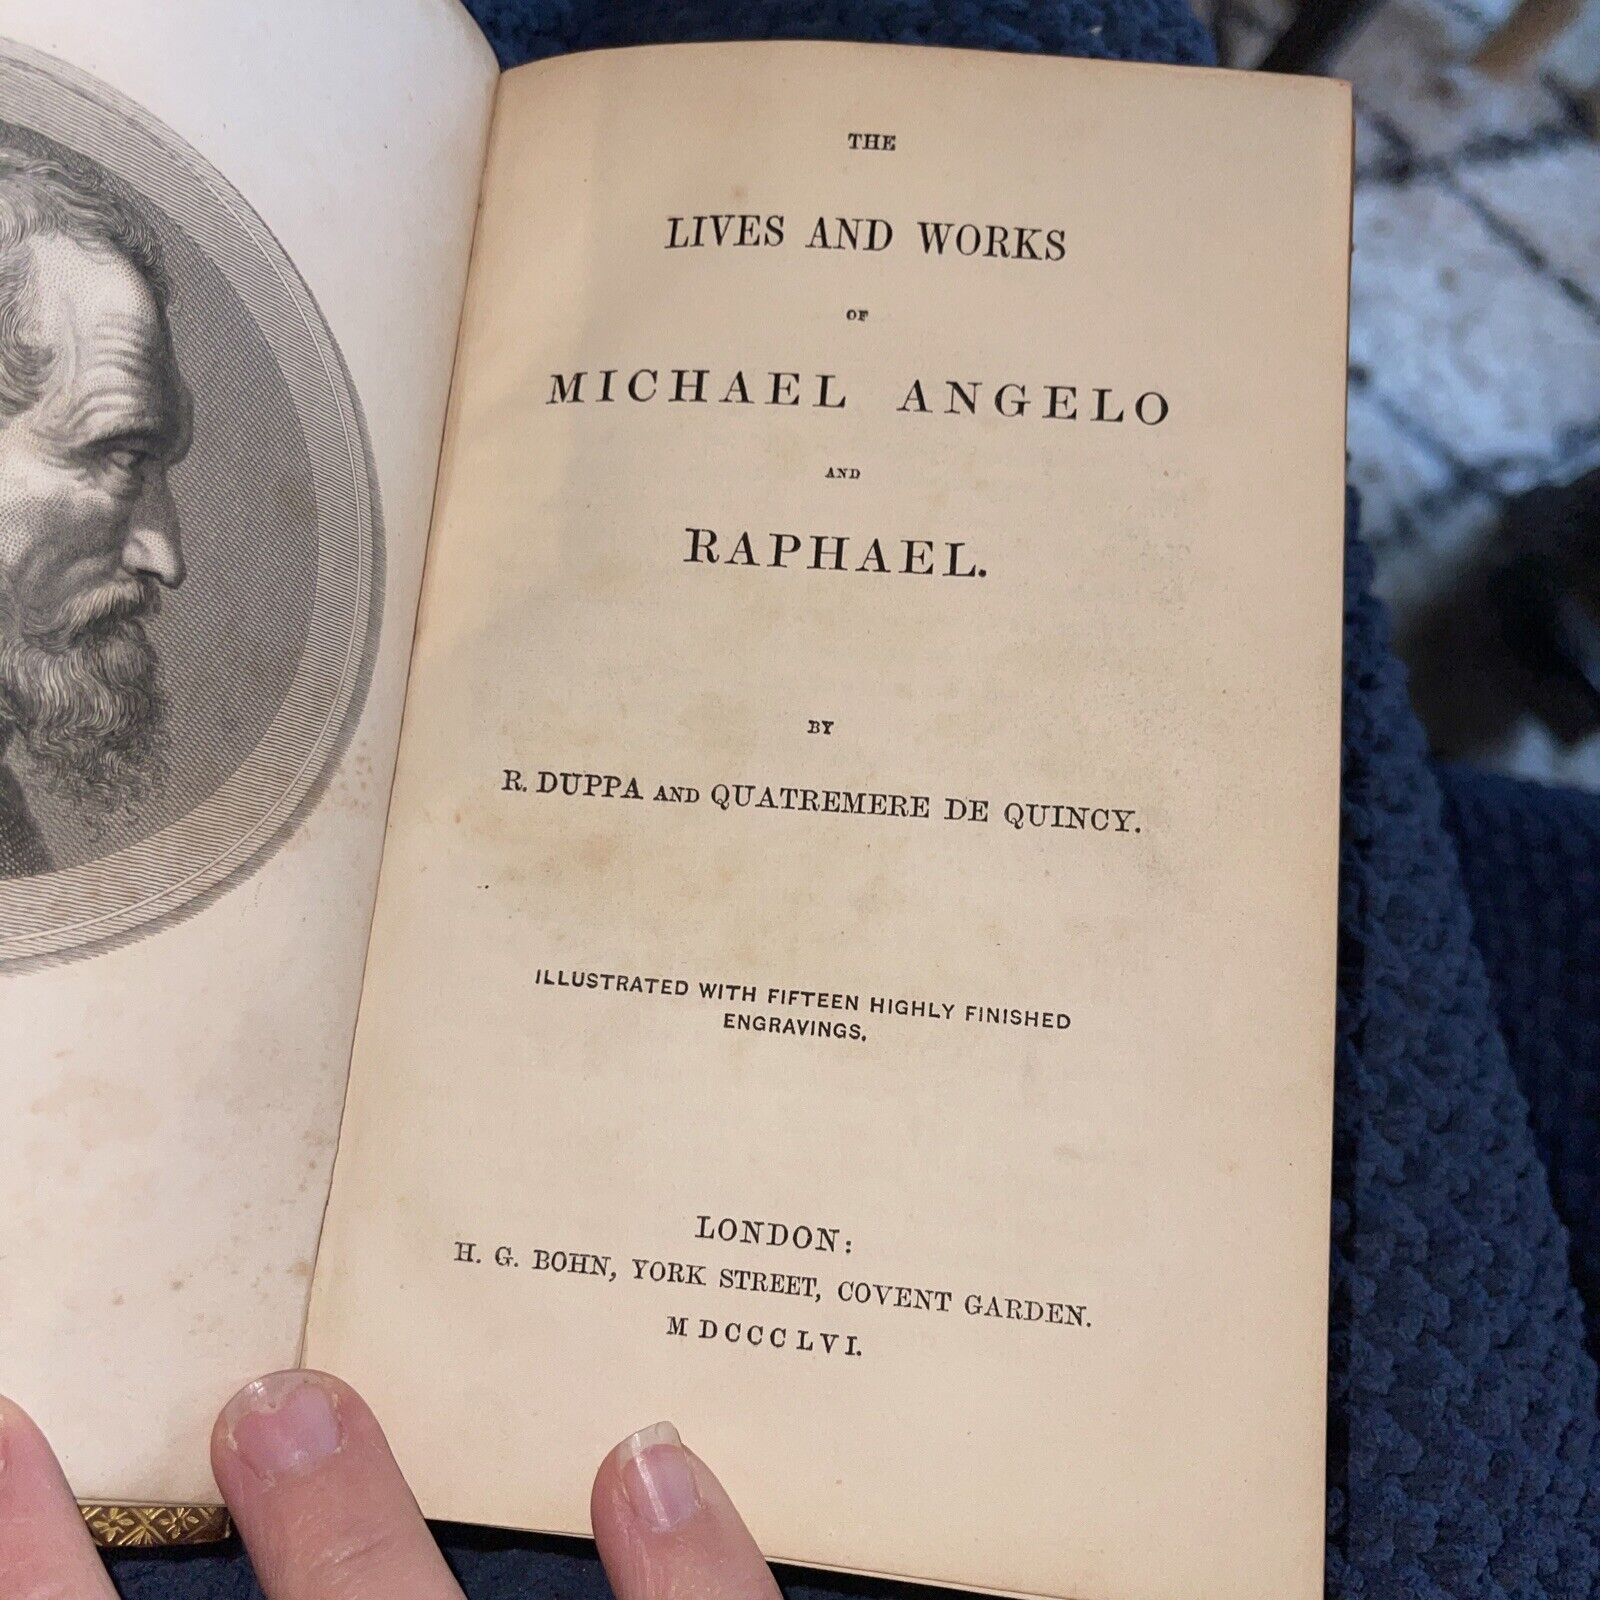 THE
LIVES AND WORKS
OF
MICHAEL ANGELO
AND
RAPHAEL.
BY
R. DUPPA AND QUATREMERE DE QUINCY.
ILLUSTRATED WITH FIFTEEN HIGHLY FINISHED
ENGRAVINGS.
LONDON:
H. G. BOHN, YORK STREET, COVENT GARDEN.
MDCCCLVI.